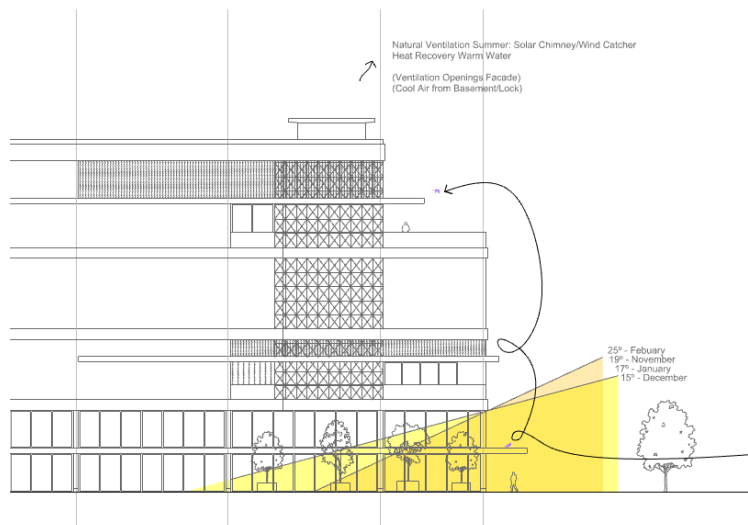 Natural Ventilation Summer: Solar Chimney/Wind Catcher
Heat Recovery Warm Water
(Ventilation Openings Facade)
(Cool Air from Basement/Lock)
25º - Febuary
19º - November
17º - January
15º - December